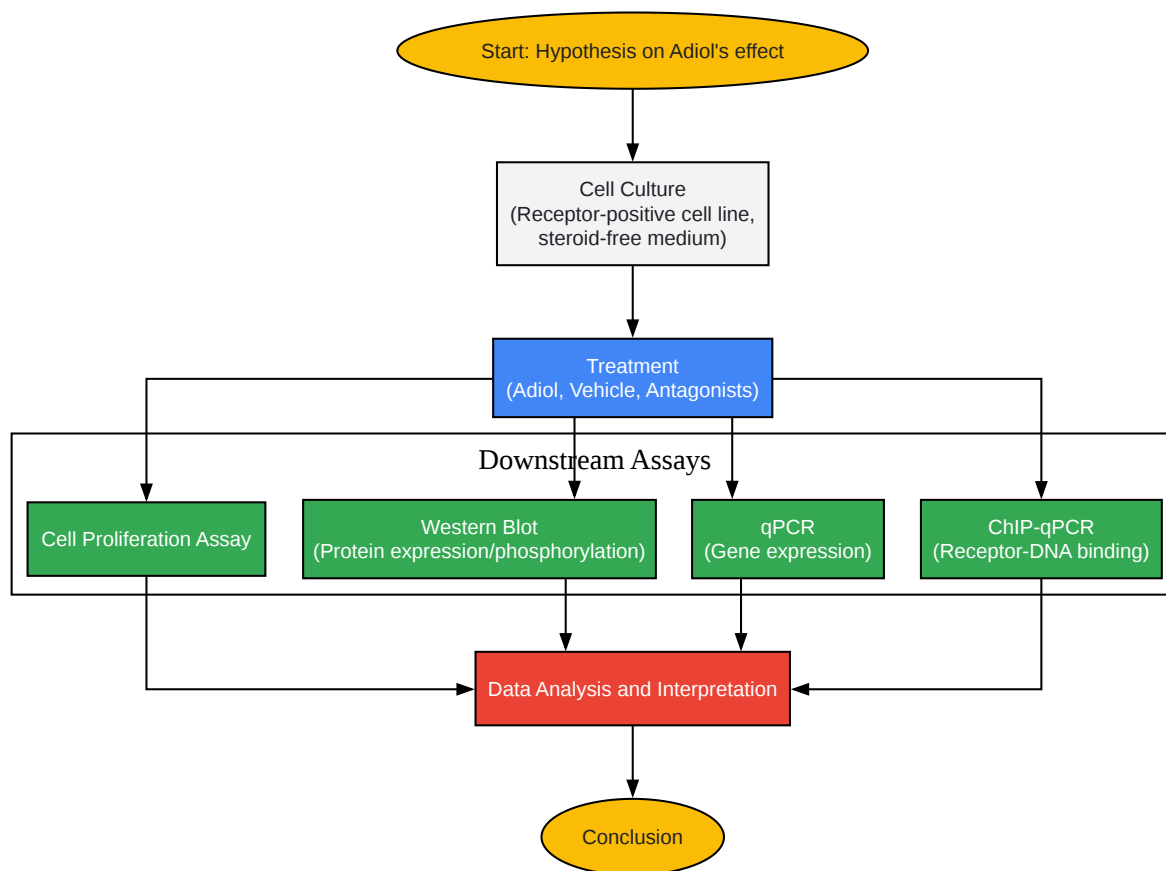 Start: Hypothesis on Adiol's effect
Cell Culture
(Receptor-positive cell line,
steroid-free medium)
Treatment
(Adiol, Vehicle, Antagonists)
Downstream Assays
Cell Proliferation Assay
Western Blot
(Protein expression/phosphorylation)
qPCR
(Gene expression)
ChIP-qPCR
(Receptor-DNA binding)
Data Analysis and Interpretation
Conclusion